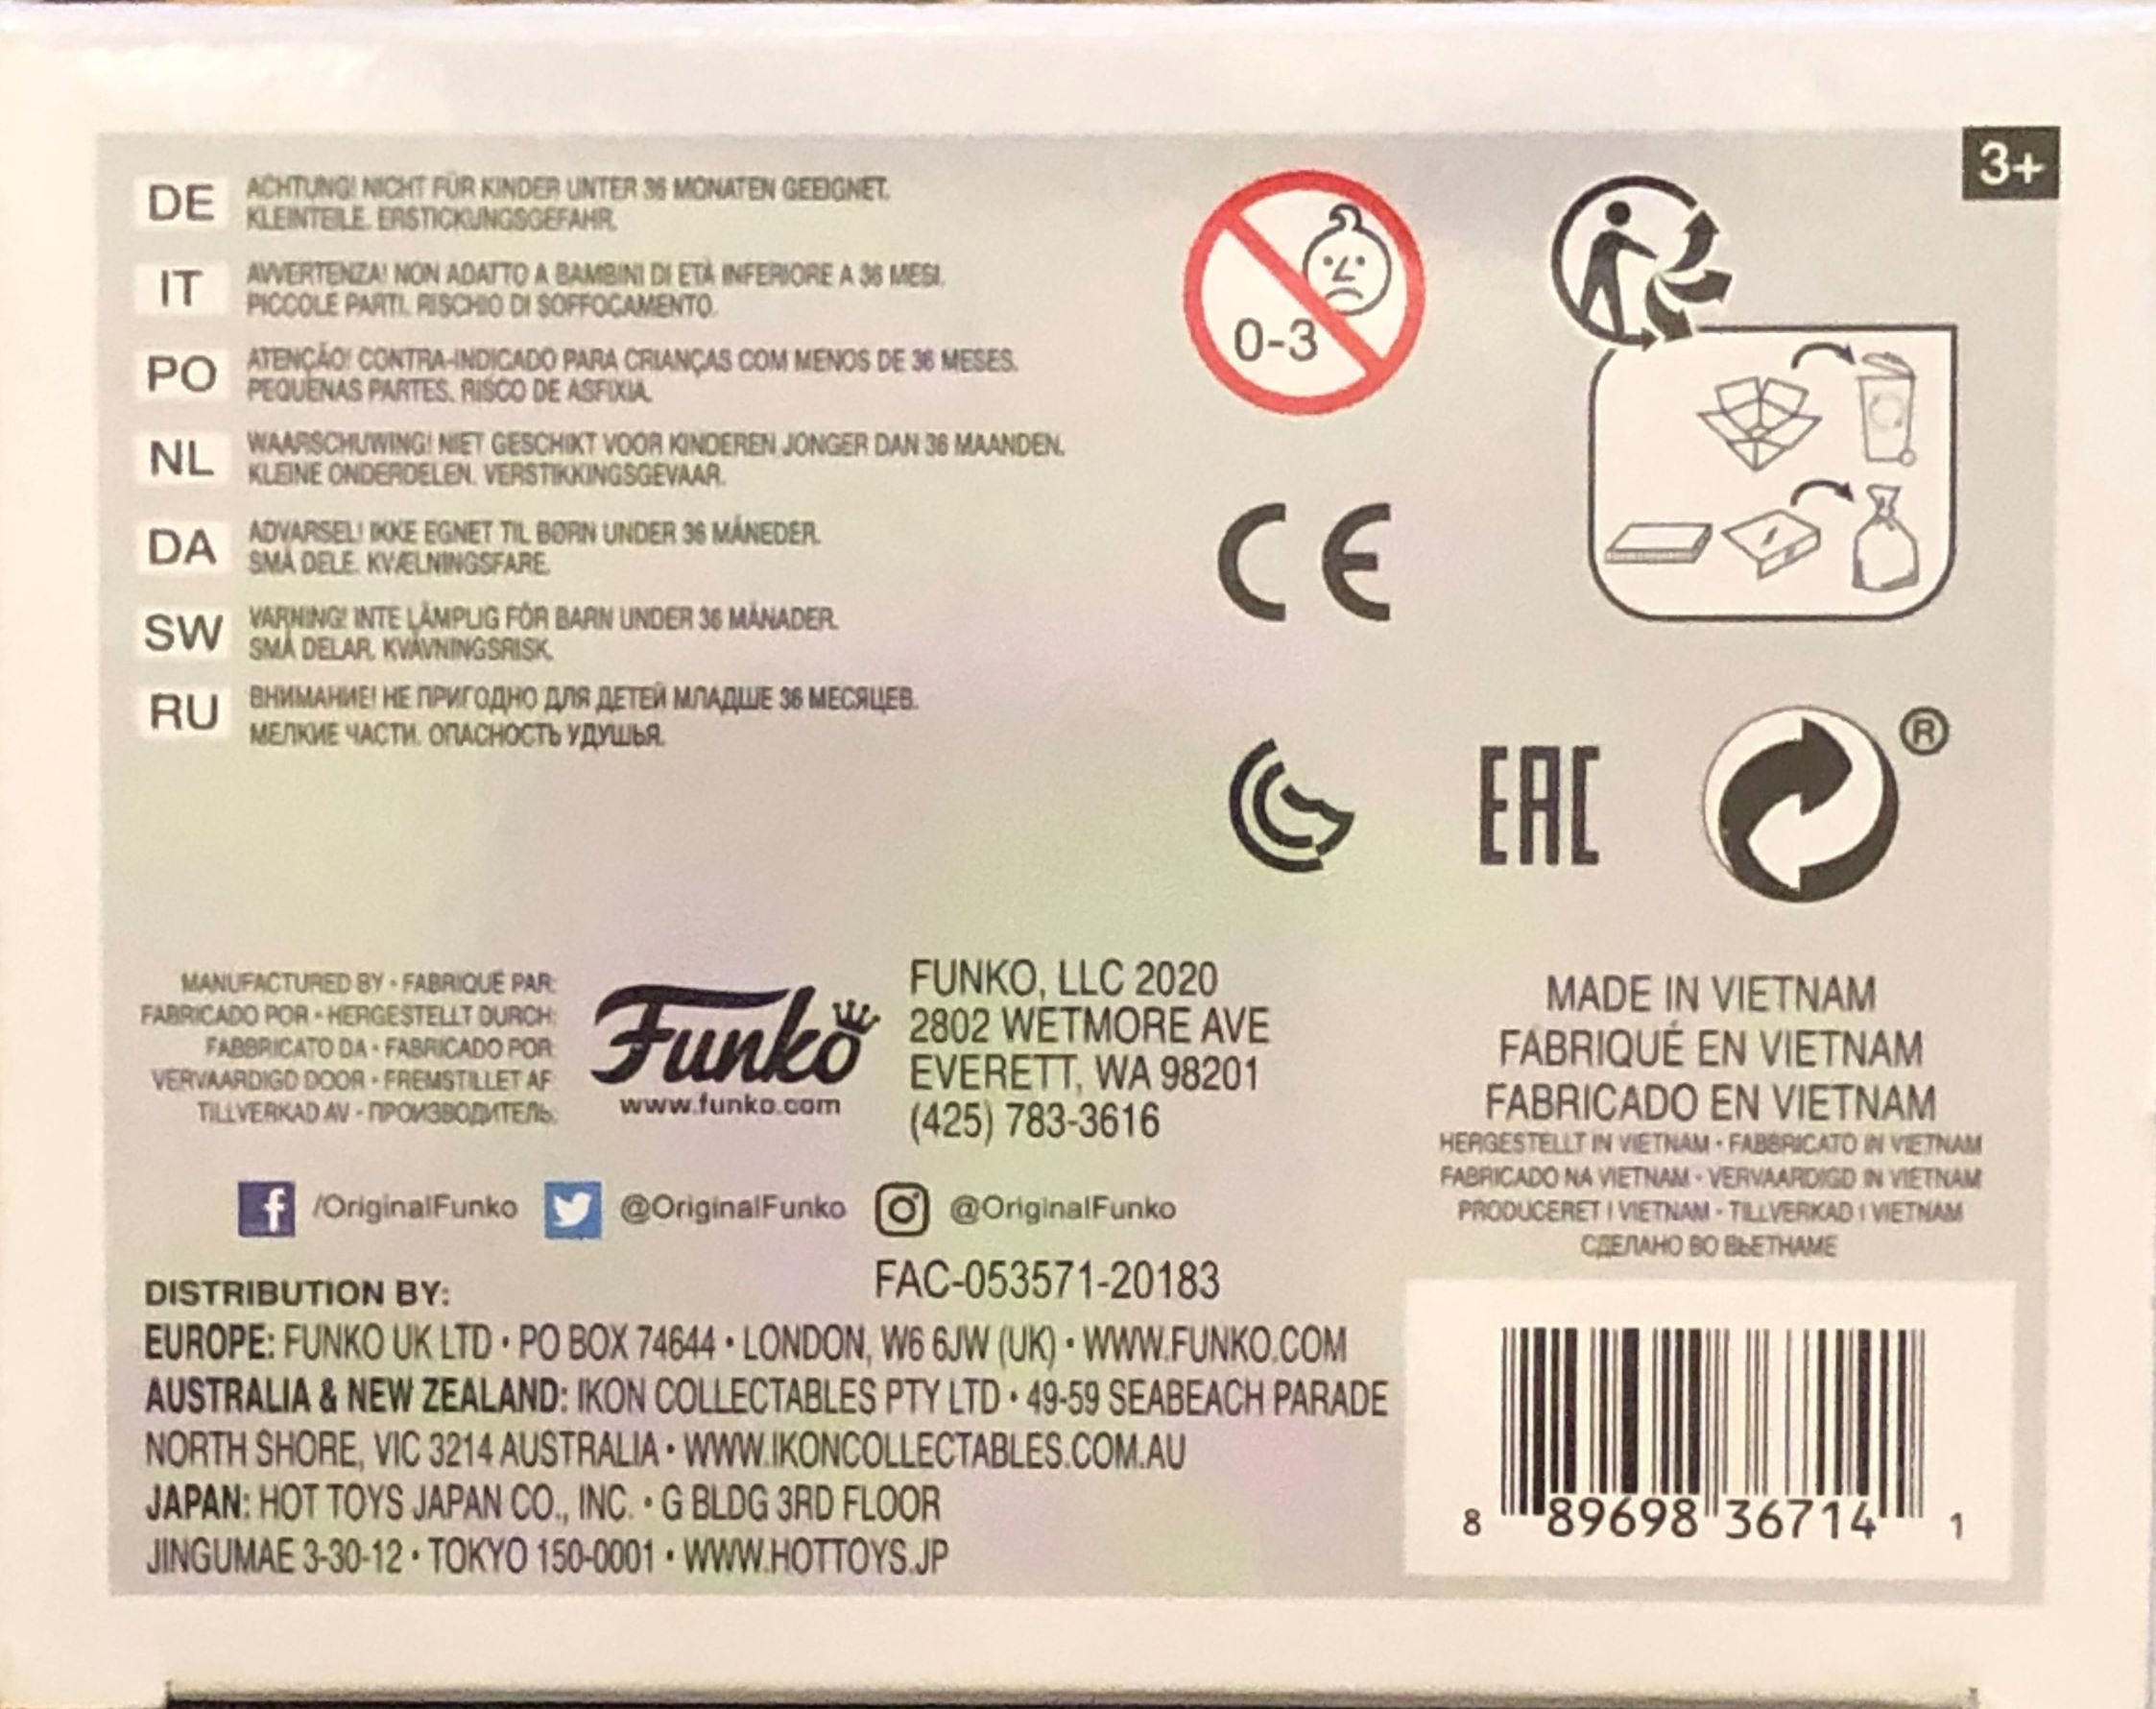 3+
DE
ACHTUNG! NICHT FÜR KINDER UNTER 36 MONATEN GEEIGNET.
KLEINTEILE. ERSTICKUNGSGEFAHR.
IT
AVVERTENZA! NON ADATTO A BAMBINI DI ETÀ INFERIORE A 36 MESI.
PICCOLE PARTI. RISCHIO DI SOFFOCAMENTO.
PO
ATENÇÃO! CONTRA-INDICADO PARA CRIANÇAS COM MENOS DE 36 MESES.
PEQUENAS PARTES. RISCO DE ASFIXIA.
NL
WAARSCHUWING! NIET GESCHIKT VOOR KINDEREN JONGER DAN 36 MAANDEN.
KLEINE ONDERDELEN. VERSTIKKINGSGEVAAR.
DA
ADVARSEL! IKKE EGNET TIL BØRN UNDER 36 MÅNEDER.
SMÅ DELE. KVÆLNINGSFARE.
SW
VARNING! INTE LÄMPLIG FÖR BARN UNDER 36 MÅNADER.
SMÅ DELAR. KVÄVNINGSRISK.
RU
ВНИМАНИЕ! НЕ ПРИГОДНО ДЛЯ ДЕТЕЙ МЛАДШЕ 36 МЕСЯЦЕВ.
МЕЛКИЕ ЧАСТИ. ОПАСНОСТЬ УДУШЬЯ.
0-3
CE
EAC
®
MANUFACTURED BY • FABRIQUÉ PAR:
FABRICADO POR • HERGESTELLT DURCH:
FABBRICATO DA • FABRICADO POR:
VERVAARDIGD DOOR • FREMSTILLET AF:
TILLVERKAD AV • ПРОИЗВОДИТЕЛЬ:
Funko
www.funko.com
FUNKO, LLC 2020
2802 WETMORE AVE
EVERETT, WA 98201
(425) 783-3616
/OriginalFunko
@OriginalFunko
@OriginalFunko
FAC-053571-20183
DISTRIBUTION BY:
EUROPE: FUNKO UK LTD • PO BOX 74644 • LONDON, W6 6JW (UK) • WWW.FUNKO.COM
AUSTRALIA & NEW ZEALAND: IKON COLLECTABLES PTY LTD • 49-59 SEABEACH PARADE
NORTH SHORE, VIC 3214 AUSTRALIA • WWW.IKONCOLLECTABLES.COM.AU
JAPAN: HOT TOYS JAPAN CO., INC. • G BLDG 3RD FLOOR
JINGUMAE 3-30-12 • TOKYO 150-0001 • WWW.HOTTOYS.JP
MADE IN VIETNAM
FABRIQUÉ EN VIETNAM
FABRICADO EN VIETNAM
HERGESTELLT IN VIETNAM • FABBRICATO IN VIETNAM
FABRICADO NA VIETNAM • VERVAARDIGD IN VIETNAM
PRODUCERET I VIETNAM • TILLVERKAD I VIETNAM
СДЕЛАНО ВО ВЬЕТНАМЕ
8 89698 36714 1